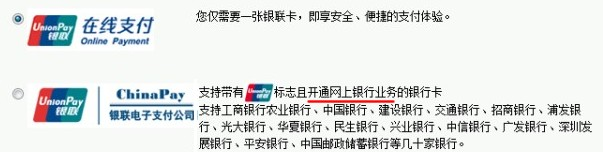 UnionPay
银联
在线支付
Online Payment
您仅需要一张银联卡，即享安全、便捷的支付体验。
UnionPay
银联
ChinaPay
银联电子支付公司
支持带有 UnionPay 银联 标志且开通网上银行业务的银行卡
支持工商银行农业银行、中国银行、建设银行、交通银行、招商银行、浦发银
行、光大银行、华夏银行、民生银行、兴业银行、中信银行、广发银行、深圳发
展银行、平安银行、中国邮政储蓄银行等几十家银行。